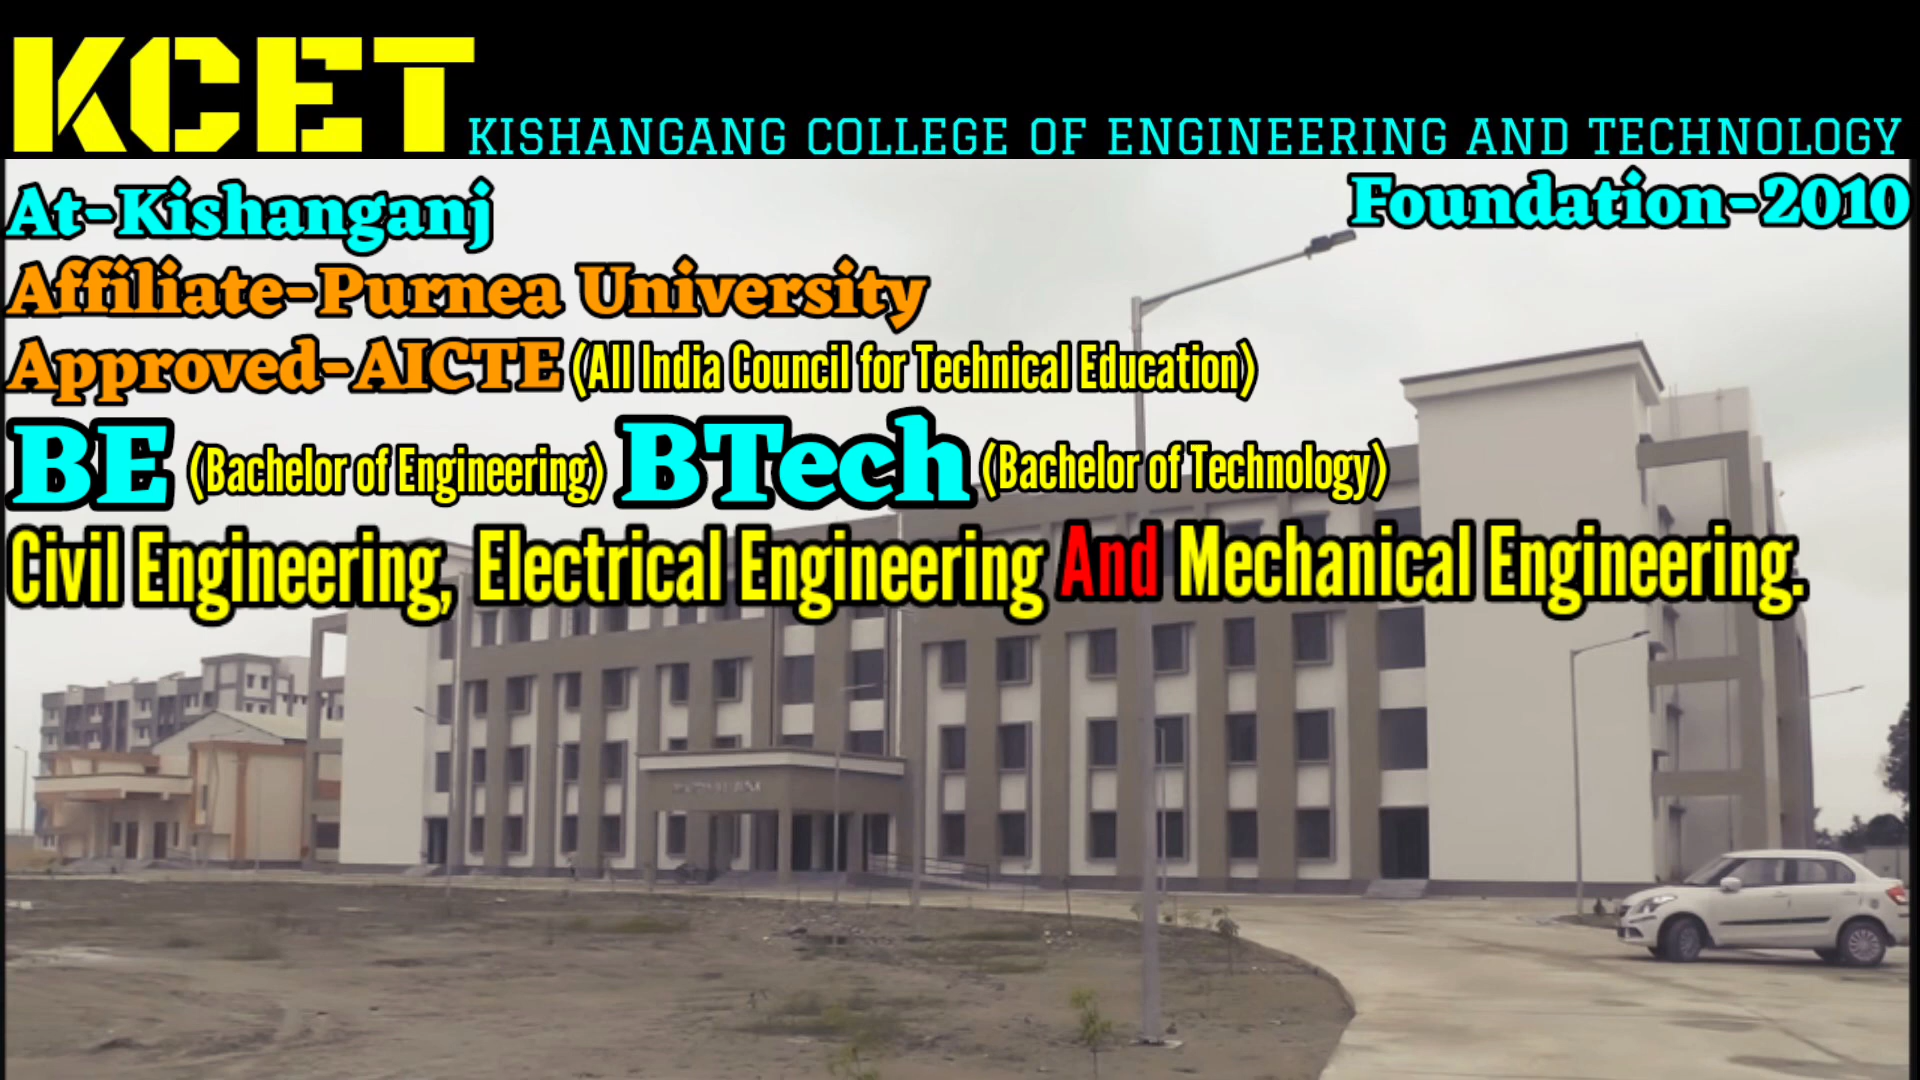 KCET KISHANGANG COLLEGE OF ENGINEERING AND TECHNOLOGY
At-Kishanganj Foundation-2010
Affiliate-Purnea University
Approved-AICTE (All India Council for Technical Education)
BE (Bachelor of Engineering) BTech (Bachelor of Technology)
Civil Engineering, Electrical Engineering And Mechanical Engineering.